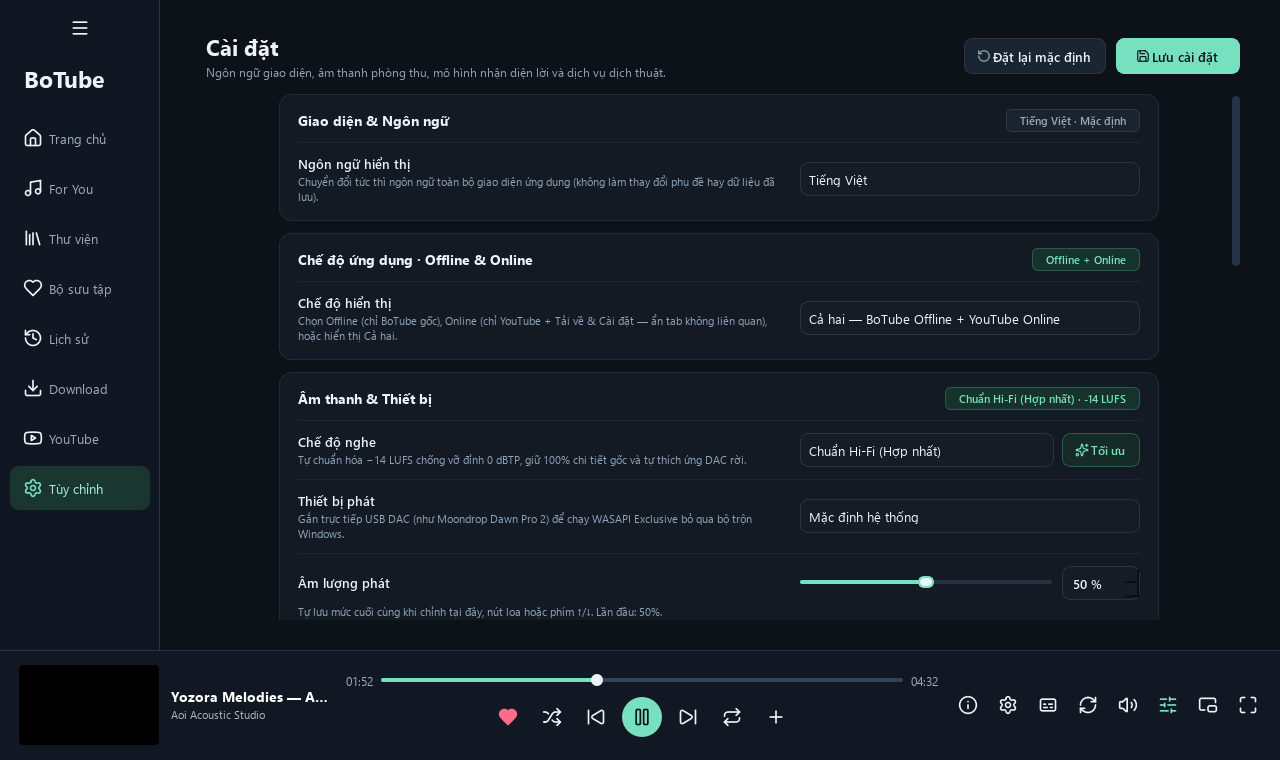 BoTube
Trang chủ
For You
Thư viện
Bộ sưu tập
Lịch sử
Download
YouTube
Tùy chỉnh
Cài đặt
Ngôn ngữ giao diện, âm thanh phòng thu, mô hình nhận diện lời và dịch vụ dịch thuật.
Đặt lại mặc định
Lưu cài đặt
Giao diện & Ngôn ngữ
Tiếng Việt · Mặc định
Ngôn ngữ hiển thị
Chuyển đổi tức thì ngôn ngữ toàn bộ giao diện ứng dụng (không làm thay đổi phụ đề hay dữ liệu đã
lưu).
Tiếng Việt
Chế độ ứng dụng · Offline & Online
Offline + Online
Chế độ hiển thị
Chọn Offline (chỉ BoTube gốc), Online (chỉ YouTube + Tải về & Cài đặt — ẩn tab không liên quan),
hoặc hiển thị Cả hai.
Cả hai — BoTube Offline + YouTube Online
Âm thanh & Thiết bị
Chuẩn Hi-Fi (Hợp nhất) · -14 LUFS
Chế độ nghe
Tự chuẩn hóa −14 LUFS chống vỡ đỉnh 0 dBTP, giữ 100% chi tiết gốc và tự thích ứng DAC rời.
Chuẩn Hi-Fi (Hợp nhất)
Tối ưu
Thiết bị phát
Gắn trực tiếp USB DAC (như Moondrop Dawn Pro 2) để chạy WASAPI Exclusive bỏ qua bộ trộn
Windows.
Mặc định hệ thống
Âm lượng phát
50 %
Tự lưu mức cuối cùng khi chỉnh tại đây, nút loa hoặc phím ↑/↓. Lần đầu: 50%.
Yozora Melodies — A...
Aoi Acoustic Studio
01:52
04:32